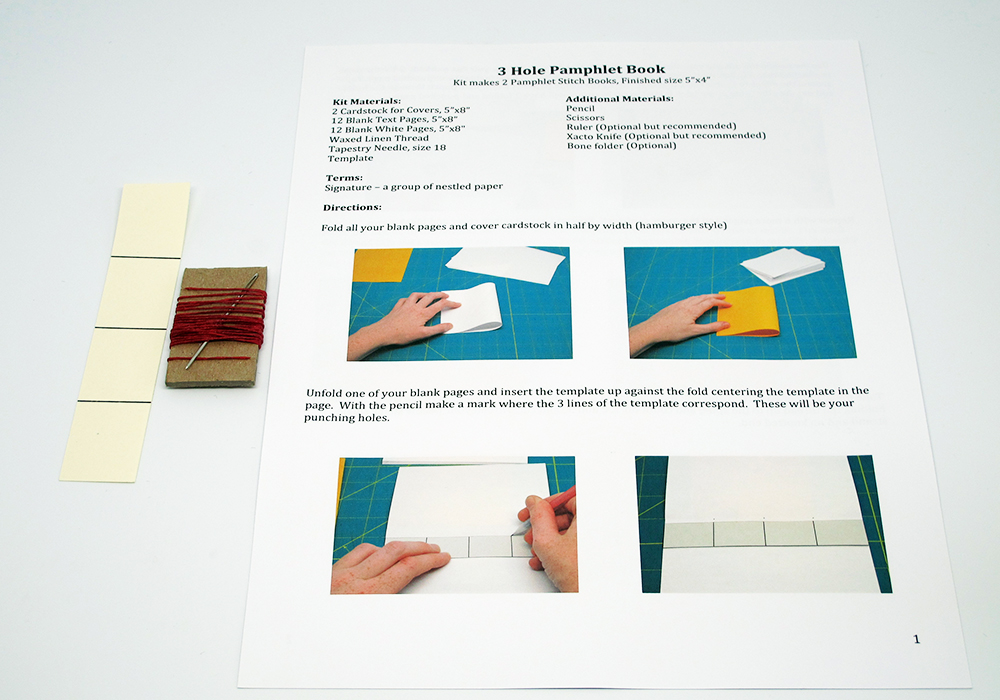 3 Hole Pamphlet Book
Kit makes 2 Pamphlet Stitch Books, Finished size 5"x4"
Kit Materials:
2 Cardstock for Covers, 5"x8"
12 Blank Text Pages, 5"x8"
12 Blank White Pages, 5"x8"
Waxed Linen Thread
Tapestry Needle, size 18
Template
Additional Materials:
Pencil
Scissors
Ruler (Optional but recommended)
Xacto Knife (Optional but recommended)
Bone folder (Optional)
Terms:
Signature – a group of nestled paper
Directions:
Fold all your blank pages and cover cardstock in half by width (hamburger style)
Unfold one of your blank pages and insert the template up against the fold centering the template in the
page. With the pencil make a mark where the 3 lines of the template correspond. These will be your
punching holes.
1